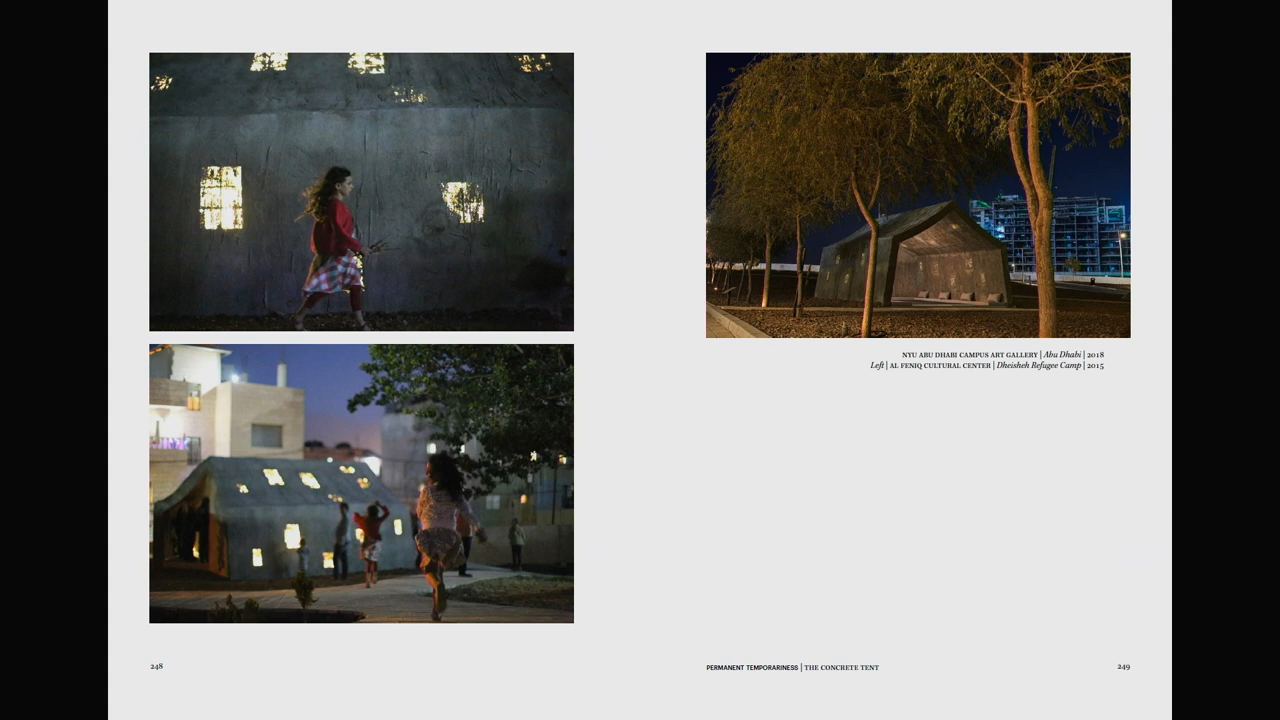 NYU ABU DHABI CAMPUS ART GALLERY | Abu Dhabi | 2018
Left | AL FENIQ CULTURAL CENTER | Dheisheh Refugee Camp | 2015
248
PERMANENT TEMPORARINESS | THE CONCRETE TENT
249